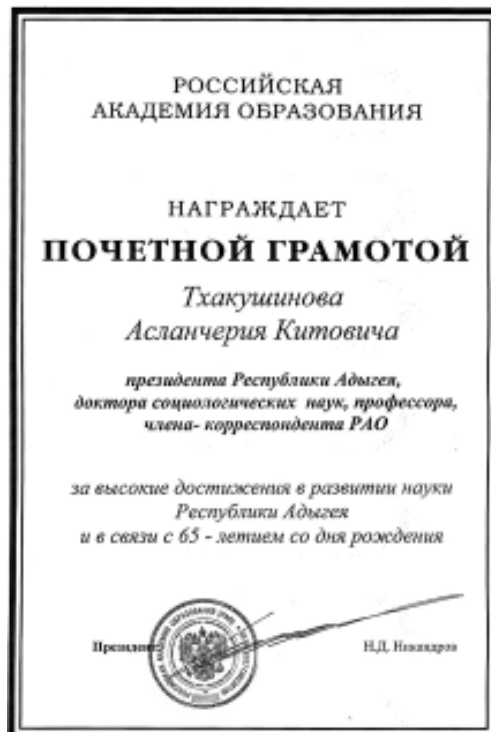 РОССИЙСКАЯ
АКАДЕМИЯ ОБРАЗОВАНИЯ
НАГРАЖДАЕТ
ПОЧЕТНОЙ ГРАМОТОЙ
Тхакушинова
Асланчерия Китовича
президента Республики Адыгея,
доктора социологических наук, профессора,
члена- корреспондента РАО
за высокие достижения в развитии науки
Республики Адыгея
и в связи с 65 - летием со дня рождения
Президент Н.Д. Никандров